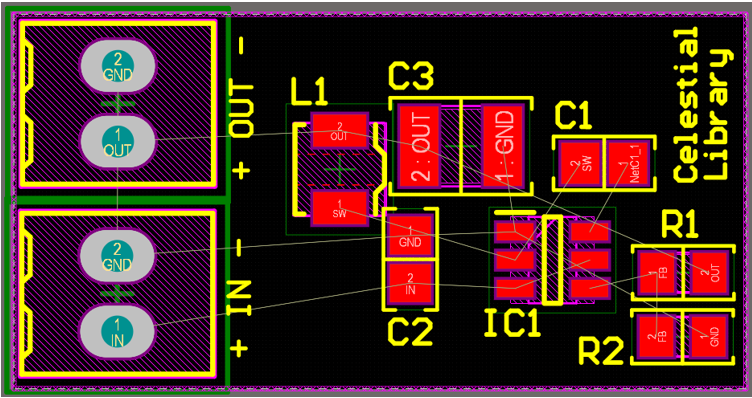 2
GND
1
OUT
-
OUT
+
2
GND
1
IN
-
IN
+
L1
2
OUT
1
SW
C3
2 : OUT
1 : GND
C1
2
SW
1
NetC1_1
Celestial
Library
1
GND
2
IN
C2
IC1
R1
1
FB
2
OUT
R2
2
FB
1
GND